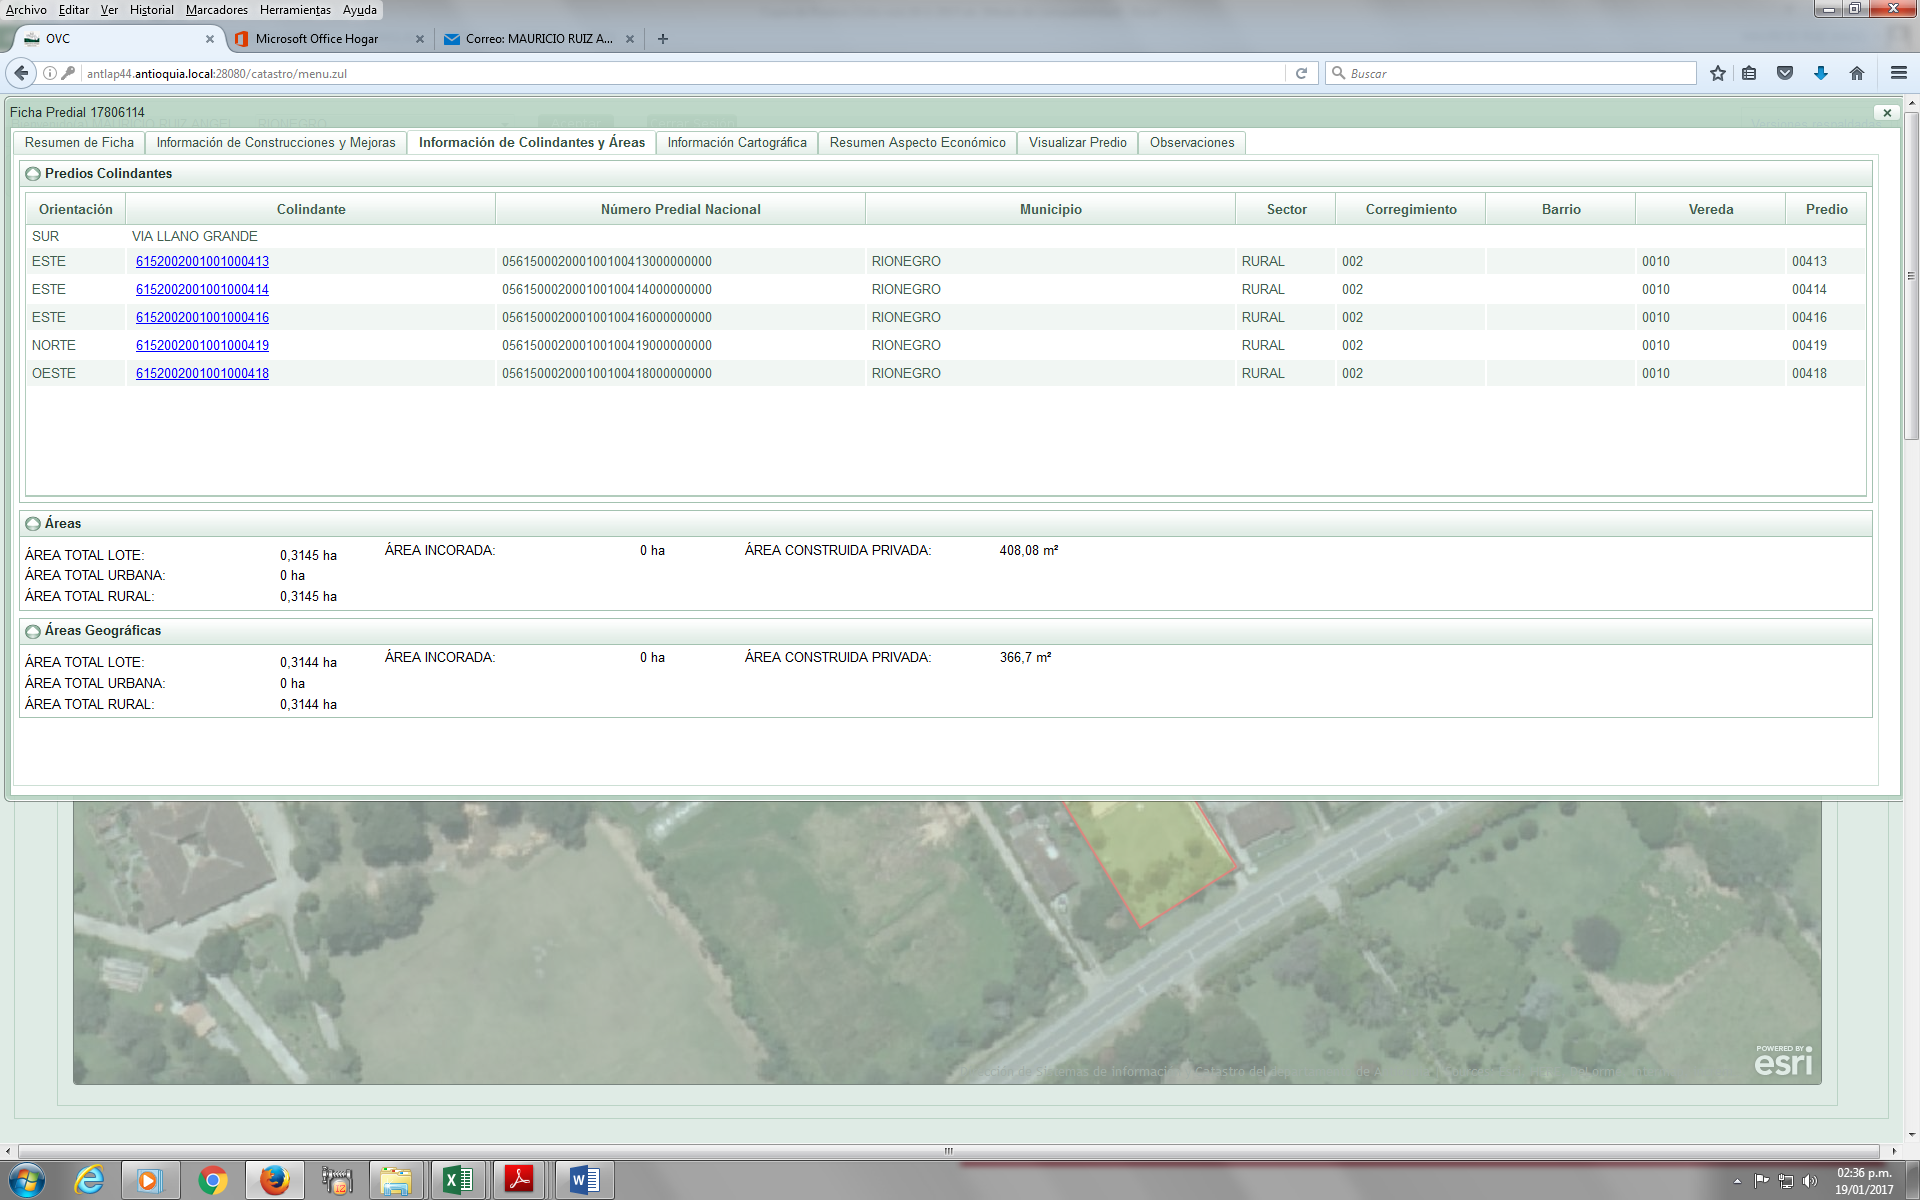 Archivo Editar Ver Historial Marcadores Herramientas Ayuda
OVC
Microsoft Office Hogar
Correo: MAURICIO RUIZ A...
antlap44.antioquia.local:28080/catastro/menu.zul
Buscar
Ficha Predial 17806114
Resumen de Ficha
Información de Construcciones y Mejoras
Información de Colindantes y Áreas
Información Cartográfica
Resumen Aspecto Económico
Visualizar Predio
Observaciones
Predios Colindantes
Orientación Colindante Número Predial Nacional Municipio Sector Corregimiento Barrio Vereda Predio
SUR VIA LLANO GRANDE
ESTE 6152002001001000413 056150002000100100413000000000 RIONEGRO RURAL 002 0010 00413
ESTE 6152002001001000414 056150002000100100414000000000 RIONEGRO RURAL 002 0010 00414
ESTE 6152002001001000416 056150002000100100416000000000 RIONEGRO RURAL 002 0010 00416
NORTE 6152002001001000419 056150002000100100419000000000 RIONEGRO RURAL 002 0010 00419
OESTE 6152002001001000418 056150002000100100418000000000 RIONEGRO RURAL 002 0010 00418
Áreas
ÁREA TOTAL LOTE: 0,3145 ha ÁREA INCORADA: 0 ha ÁREA CONSTRUIDA PRIVADA: 408,08 m²
ÁREA TOTAL URBANA: 0 ha
ÁREA TOTAL RURAL: 0,3145 ha
Áreas Geográficas
ÁREA TOTAL LOTE: 0,3144 ha ÁREA INCORADA: 0 ha ÁREA CONSTRUIDA PRIVADA: 366,7 m²
ÁREA TOTAL URBANA: 0 ha
ÁREA TOTAL RURAL: 0,3144 ha
POWERED BY
esri
02:36 p.m.
19/01/2017